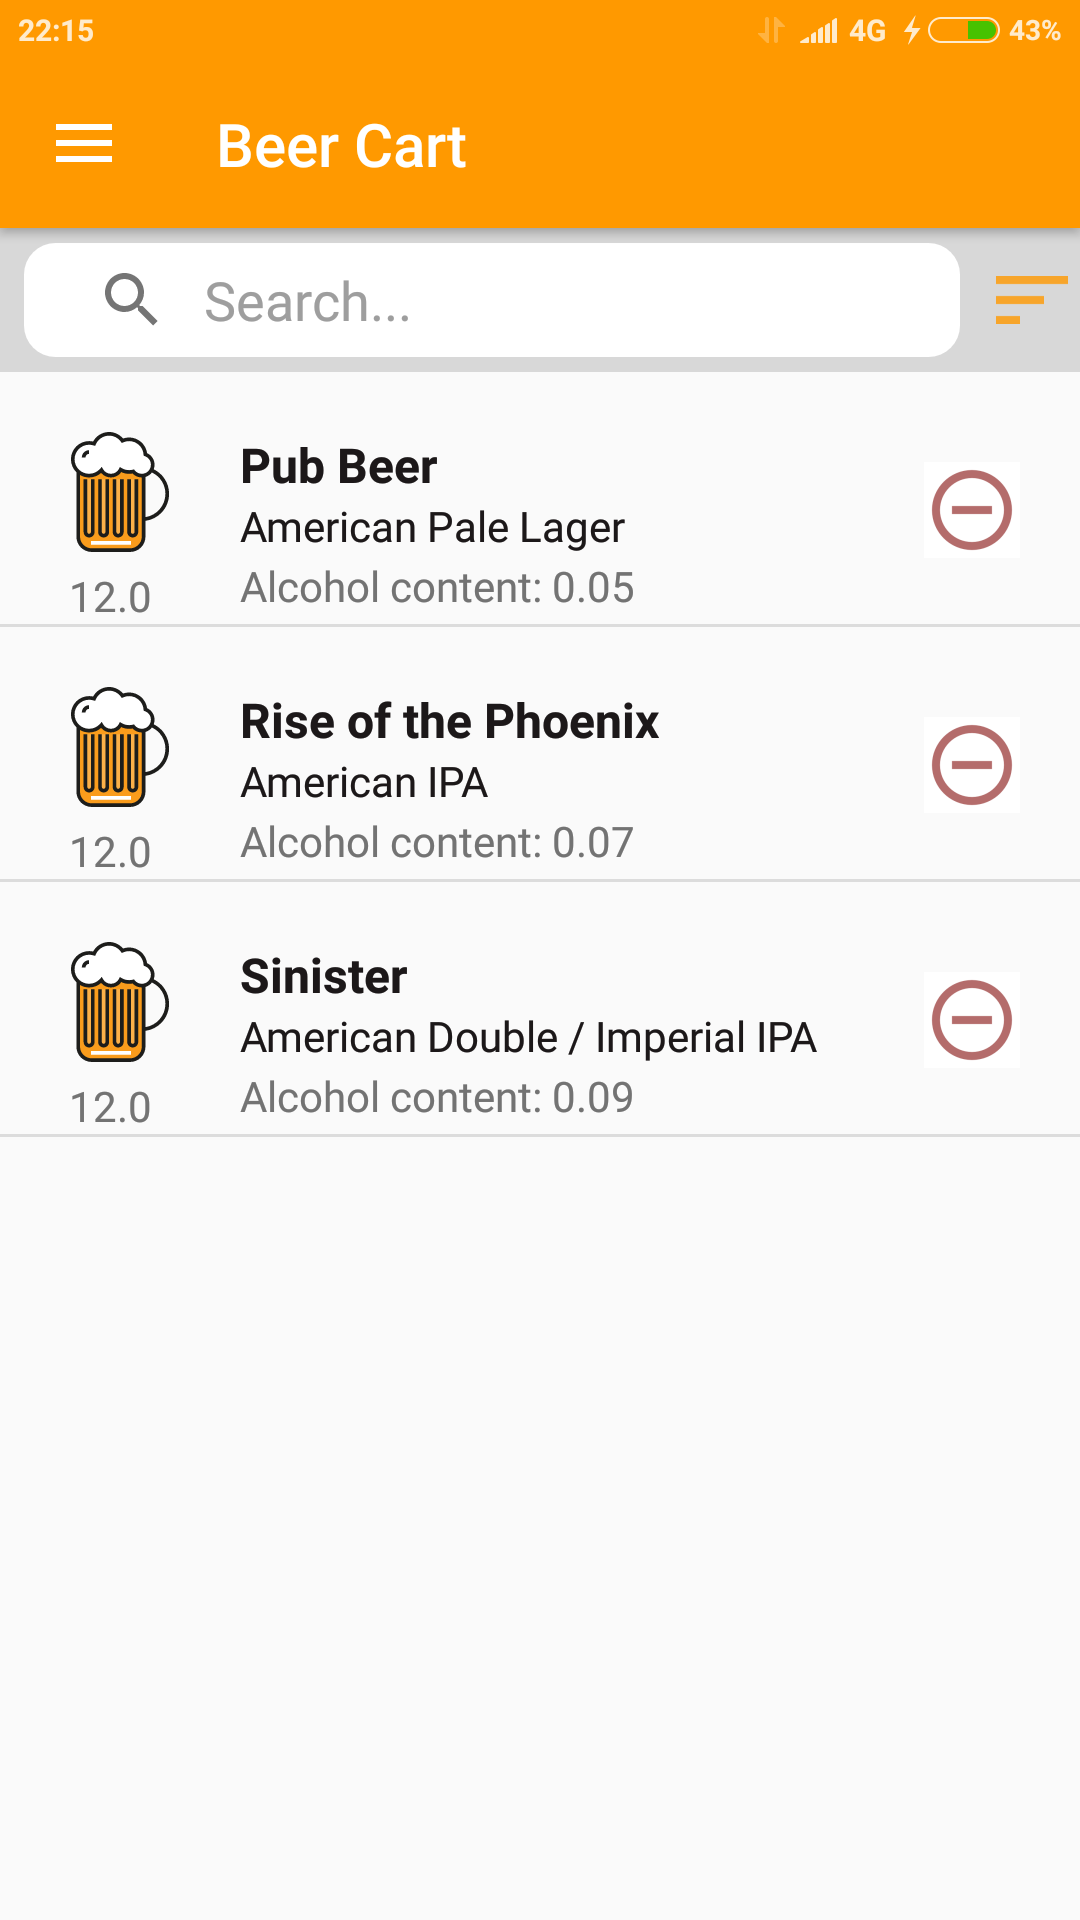 22:15 4G 43%
Beer Cart
Search...
Pub Beer
American Pale Lager
Alcohol content: 0.05
12.0
Rise of the Phoenix
American IPA
Alcohol content: 0.07
12.0
Sinister
American Double / Imperial IPA
Alcohol content: 0.09
12.0